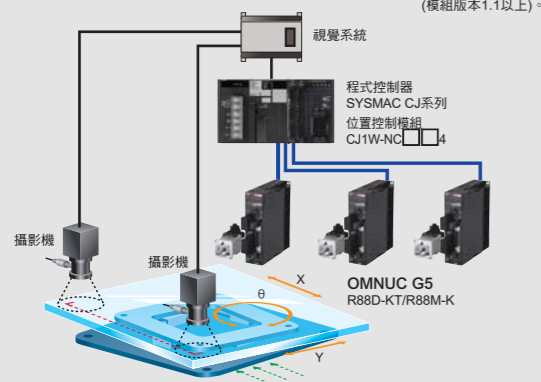 (模組版本1.1以上)。
視覺系統
程式控制器
SYSMAC CJ系列
位置控制模組
CJ1W-NC□□4
攝影機
攝影機
X
θ
Y
OMNUC G5
R88D-KT/R88M-K